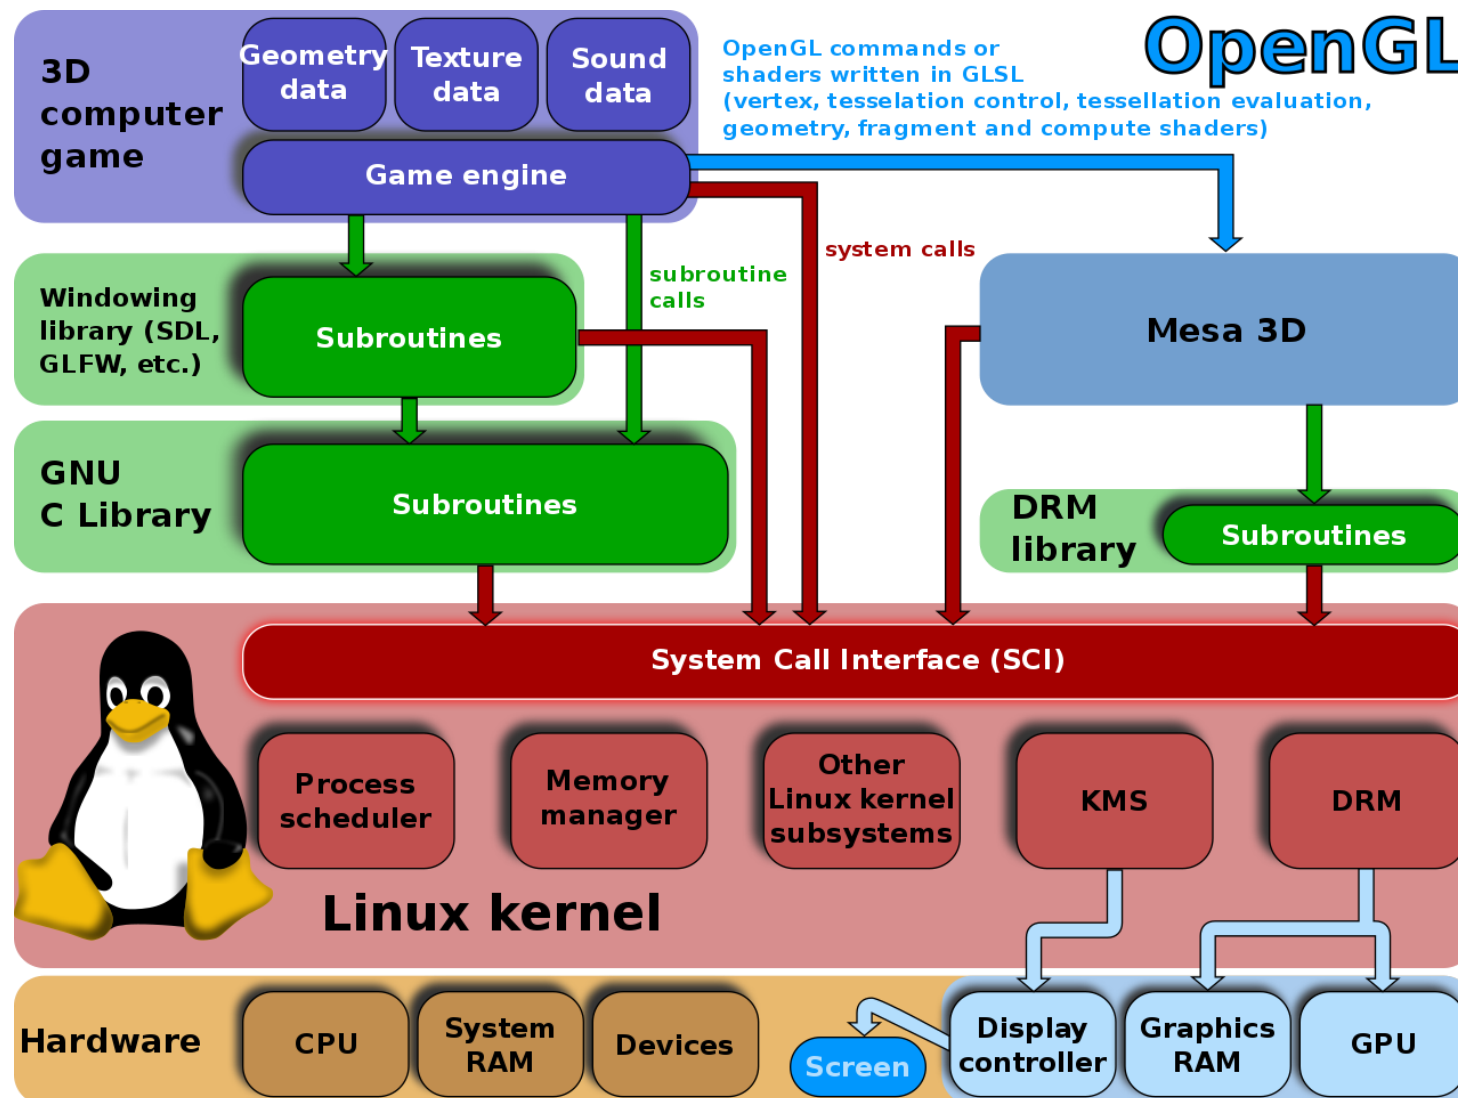 3D
computer
game
Geometry
data
Texture
data
Sound
data
Game engine
OpenGL commands or
shaders written in GLSL
(vertex, tesselation control, tessellation evaluation,
geometry, fragment and compute shaders)
OpenGL
system calls
subroutine
calls
Windowing
library (SDL,
GLFW, etc.)
Subroutines
Mesa 3D
GNU
C Library
Subroutines
DRM
library
Subroutines
System Call Interface (SCI)
Process
scheduler
Memory
manager
Other
Linux kernel
subsystems
KMS
DRM
Linux kernel
Hardware
CPU
System
RAM
Devices
Screen
Display
controller
Graphics
RAM
GPU